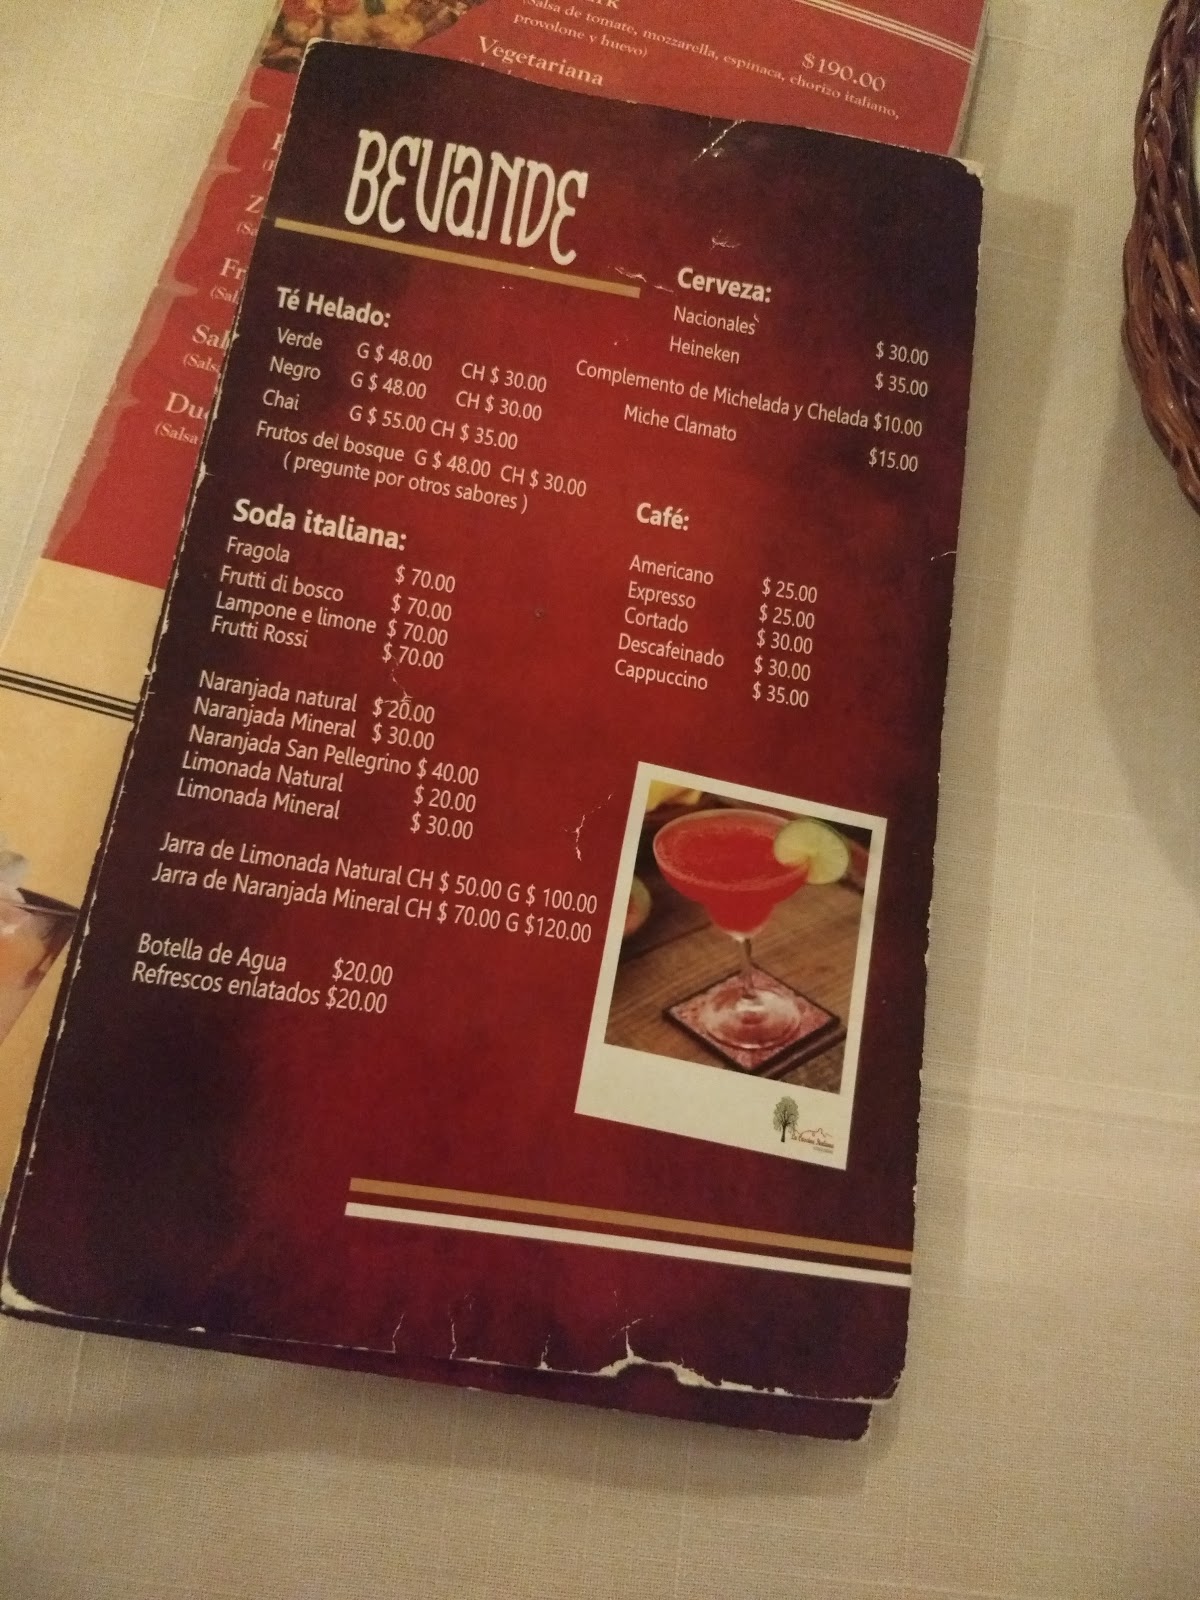 (Salsa de tomate, mozzarella, espinaca, chorizo italiano,
provolone y huevo)
$190.00
Vegetariana
BEVANDE
Té Helado:
Verde G $ 48.00 CH $ 30.00
Negro G $ 48.00 CH $ 30.00
Chai G $ 55.00 CH $ 35.00
Frutos del bosque G $ 48.00 CH $ 30.00
( pregunte por otros sabores )
Soda italiana:
Fragola $ 70.00
Frutti di bosco $ 70.00
Lampone e limone $ 70.00
Frutti Rossi $ 70.00
Naranjada natural $ 20.00
Naranjada Mineral $ 30.00
Naranjada San Pellegrino $ 40.00
Limonada Natural $ 20.00
Limonada Mineral $ 30.00
Jarra de Limonada Natural CH $ 50.00 G $ 100.00
Jarra de Naranjada Mineral CH $ 70.00 G $120.00
Botella de Agua $20.00
Refrescos enlatados $20.00
Cerveza:
Nacionales $ 30.00
Heineken $ 35.00
Complemento de Michelada y Chelada $10.00
Miche Clamato $15.00
Café:
Americano $ 25.00
Expresso $ 25.00
Cortado $ 30.00
Descafeinado $ 30.00
Cappuccino $ 35.00